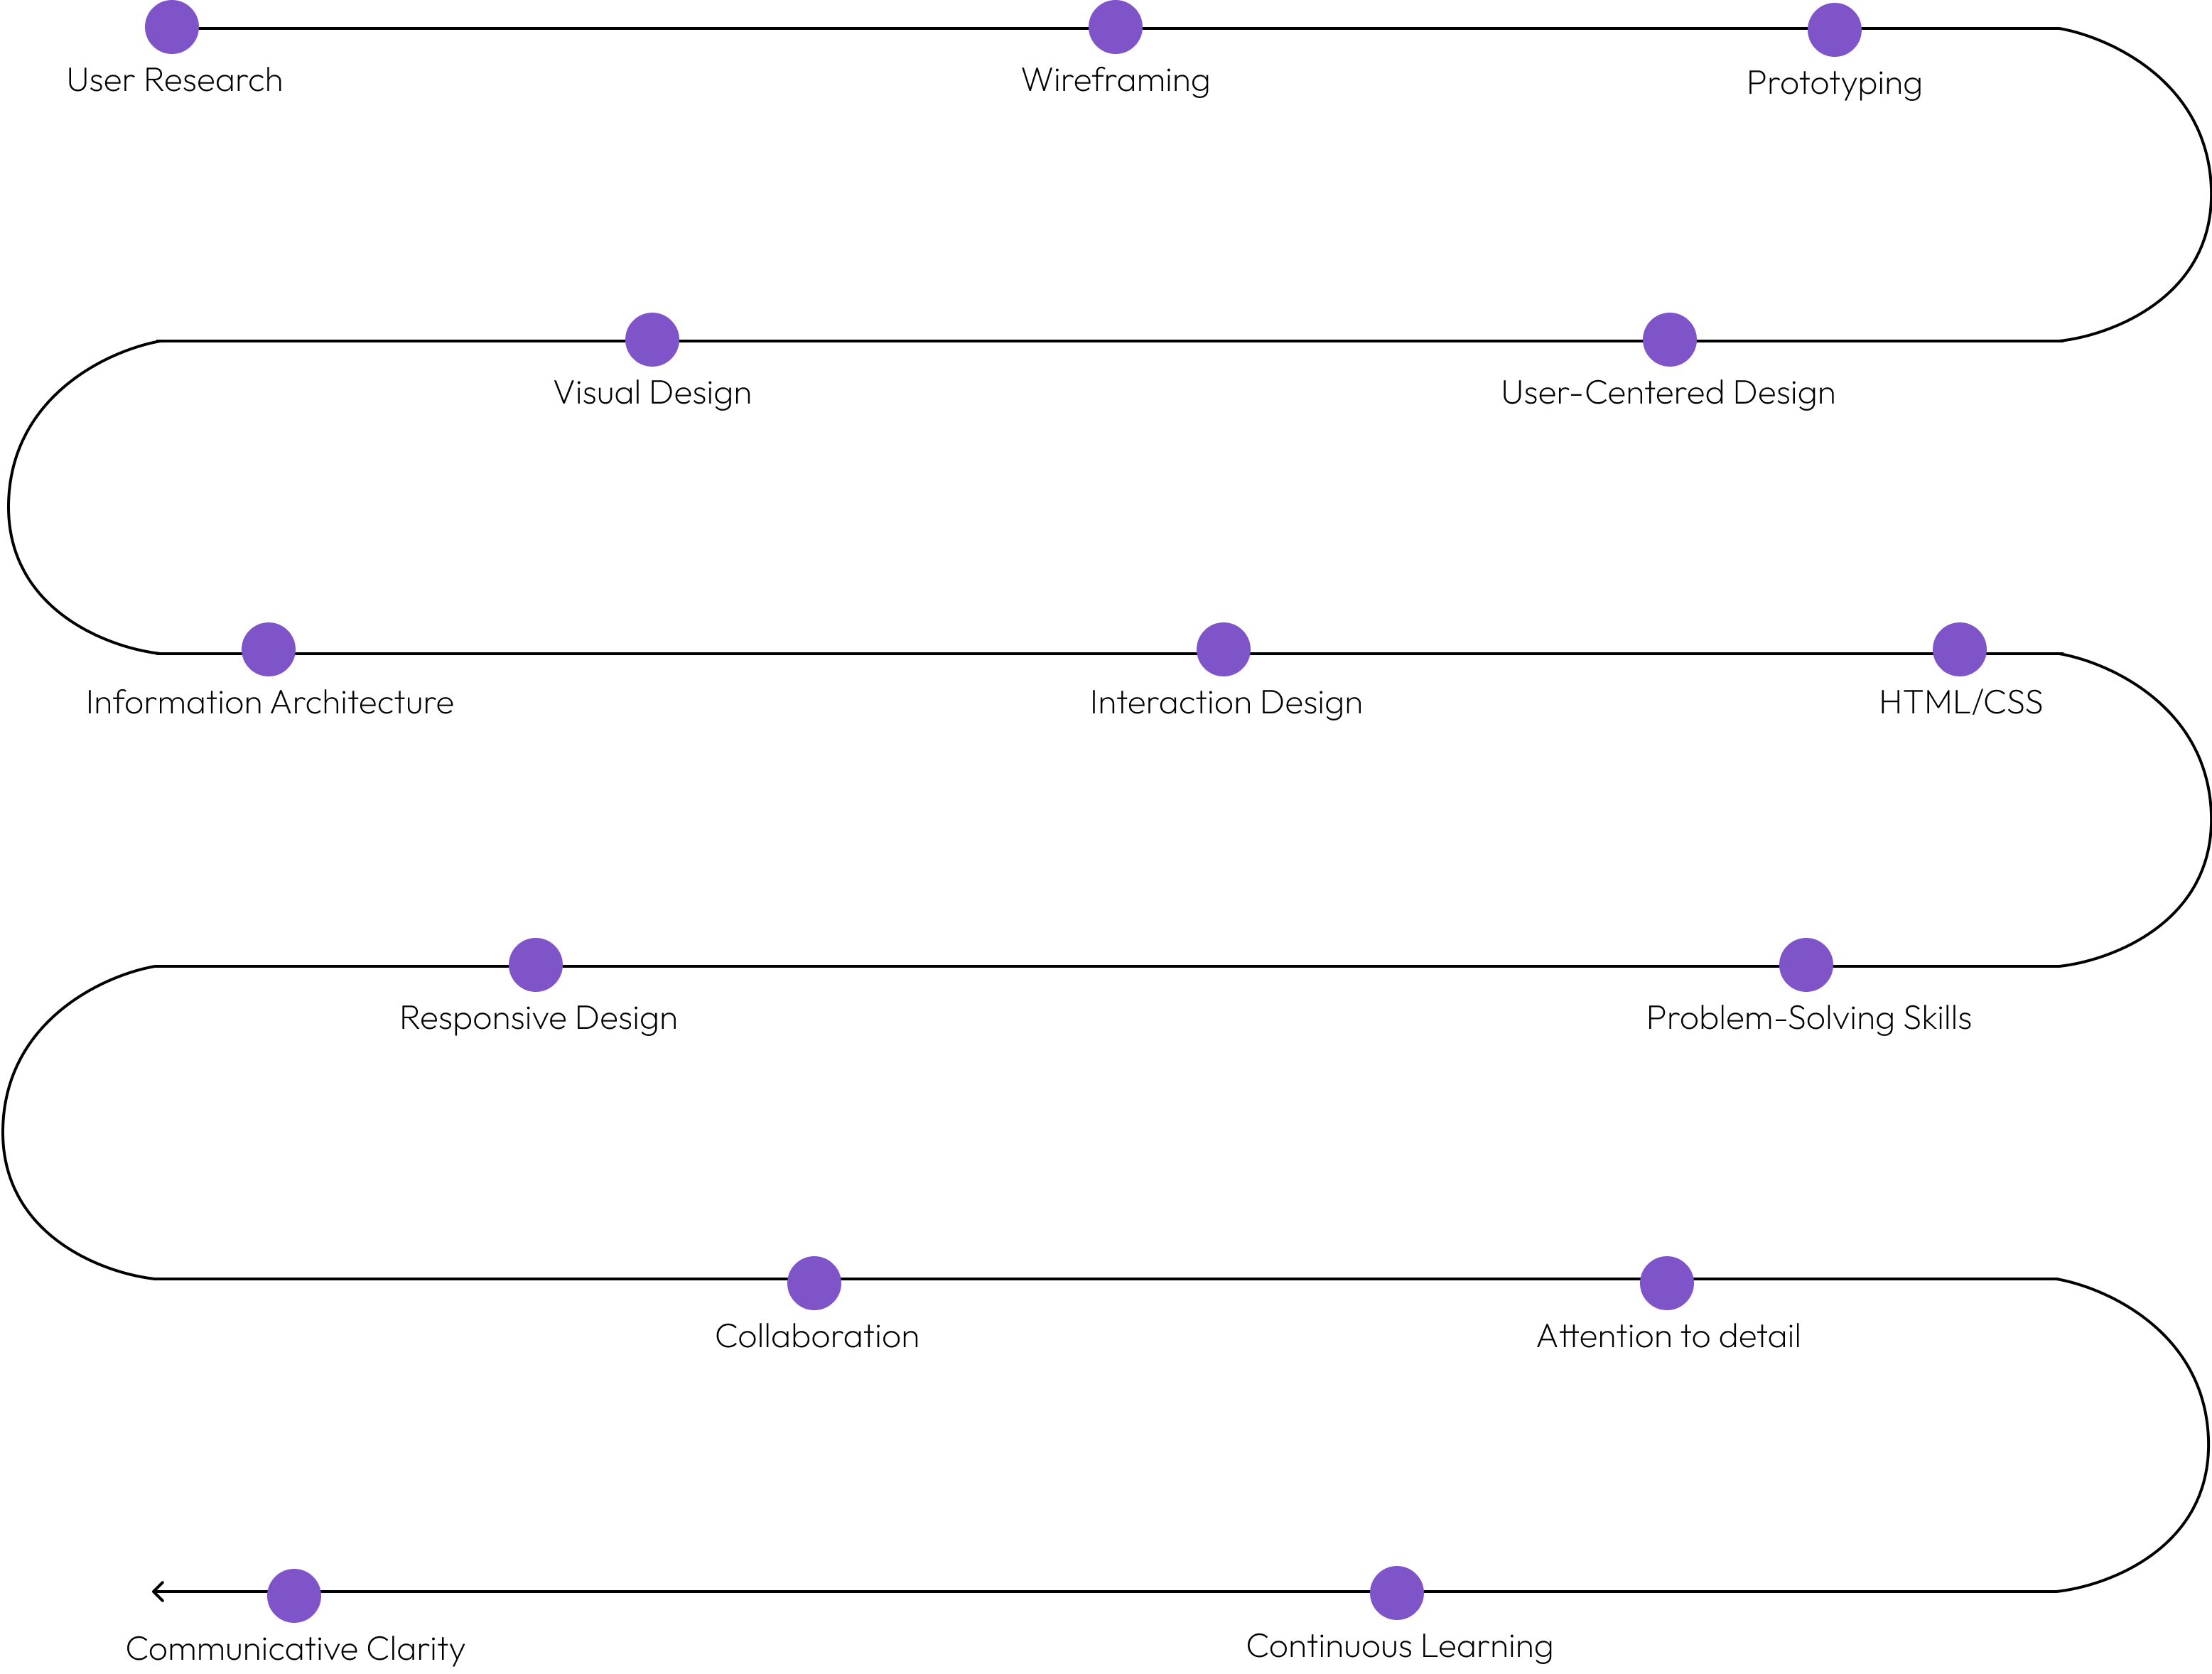 User Research
Wireframing
Prototyping
Visual Design
User-Centered Design
Information Architecture
Interaction Design
HTML/CSS
Responsive Design
Problem-Solving Skills
Collaboration
Attention to detail
Communicative Clarity
Continuous Learning